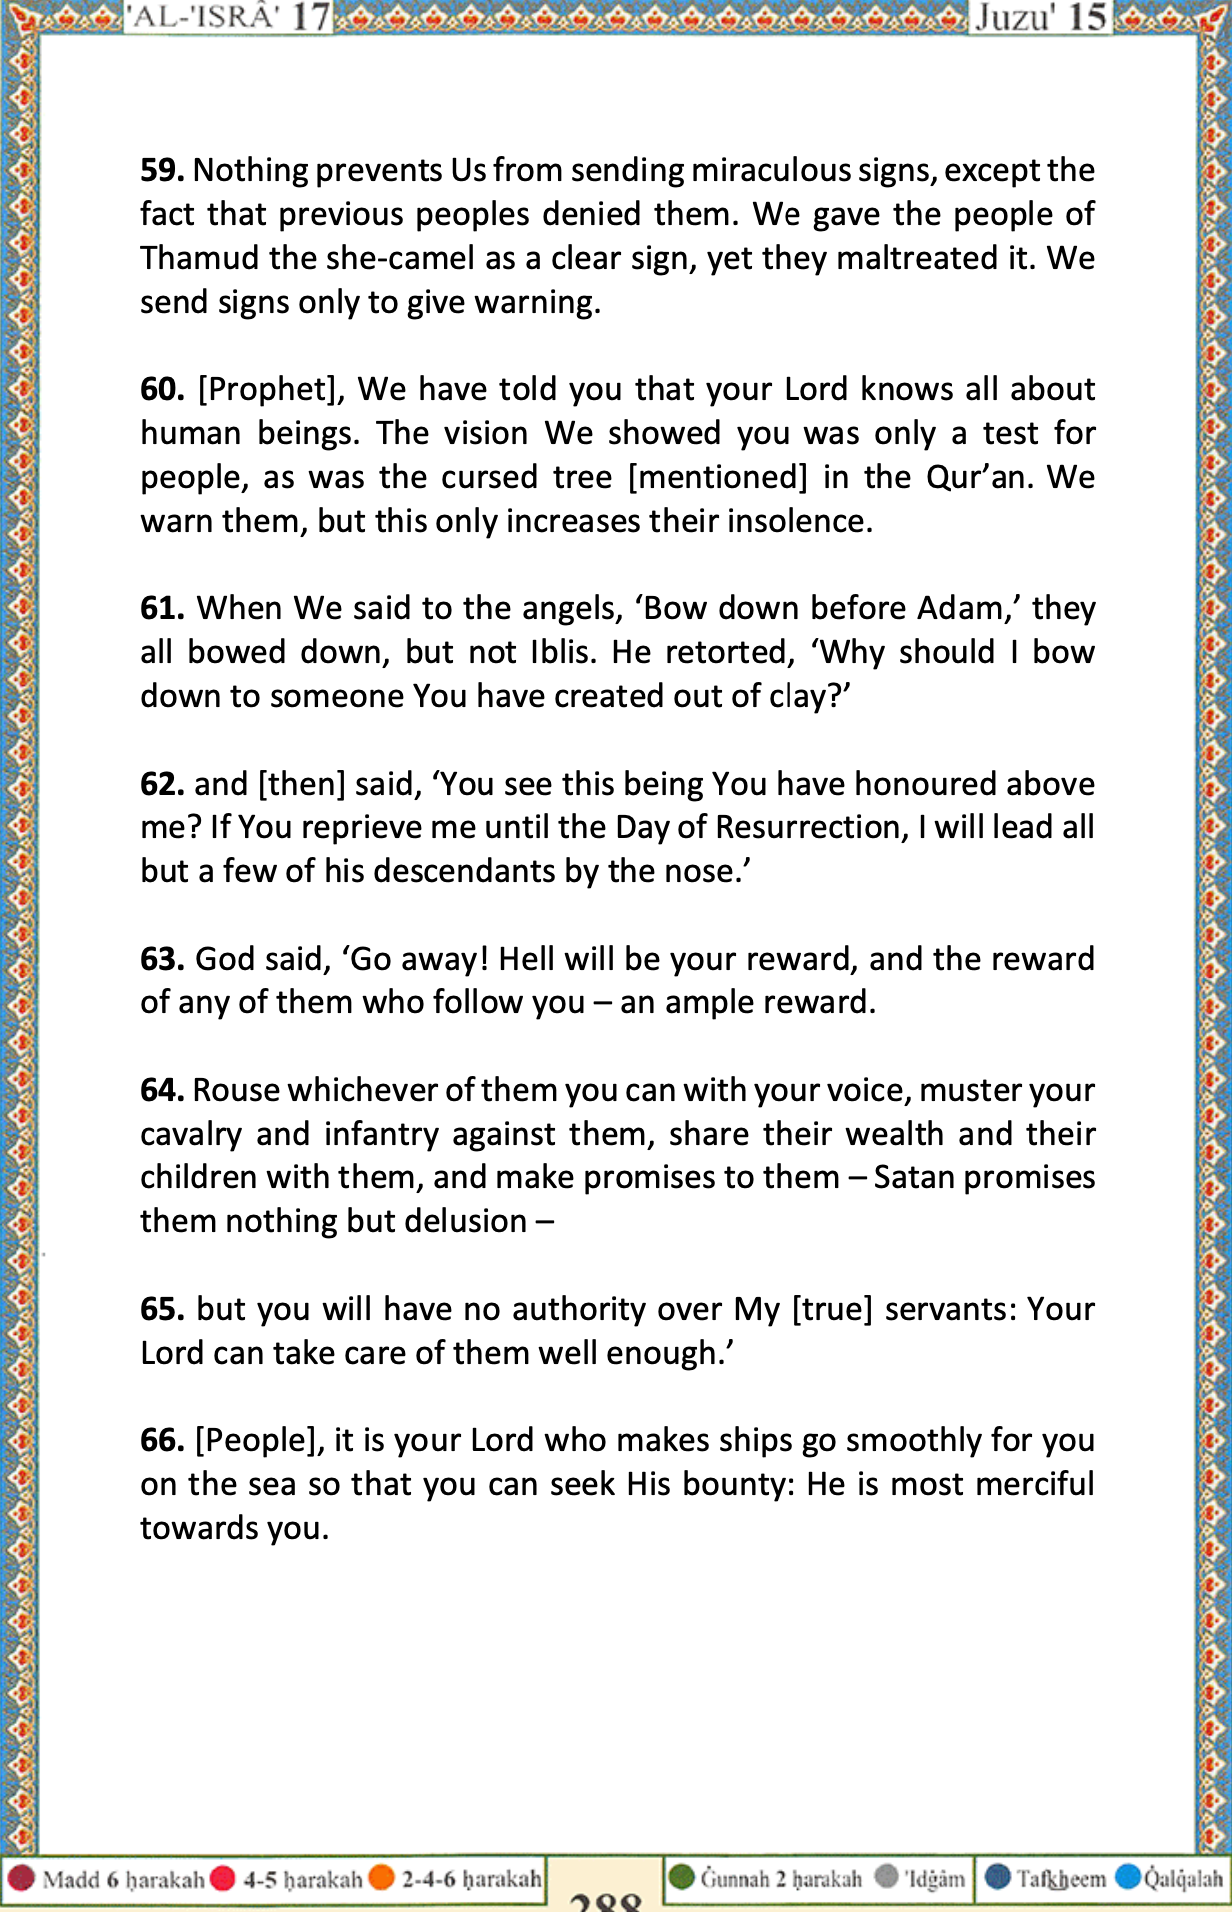 'AL-'ISRÂ' 17 Juzu' 15
59. Nothing prevents Us from sending miraculous signs, except the
fact that previous peoples denied them. We gave the people of
Thamud the she-camel as a clear sign, yet they maltreated it. We
send signs only to give warning.
60. [Prophet], We have told you that your Lord knows all about
human beings. The vision We showed you was only a test for
people, as was the cursed tree [mentioned] in the Qur’an. We
warn them, but this only increases their insolence.
61. When We said to the angels, ‘Bow down before Adam,’ they
all bowed down, but not Iblis. He retorted, ‘Why should I bow
down to someone You have created out of clay?’
62. and [then] said, ‘You see this being You have honoured above
me? If You reprieve me until the Day of Resurrection, I will lead all
but a few of his descendants by the nose.’
63. God said, ‘Go away! Hell will be your reward, and the reward
of any of them who follow you – an ample reward.
64. Rouse whichever of them you can with your voice, muster your
cavalry and infantry against them, share their wealth and their
children with them, and make promises to them – Satan promises
them nothing but delusion –
65. but you will have no authority over My [true] servants: Your
Lord can take care of them well enough.’
66. [People], it is your Lord who makes ships go smoothly for you
on the sea so that you can seek His bounty: He is most merciful
towards you.
Madd 6 ḥarakah 4-5 ḥarakah 2-4-6 ḥarakah 288 Ġunnah 2 ḥarakah 'Idġâm Tafkheem Q̇alq̇alah